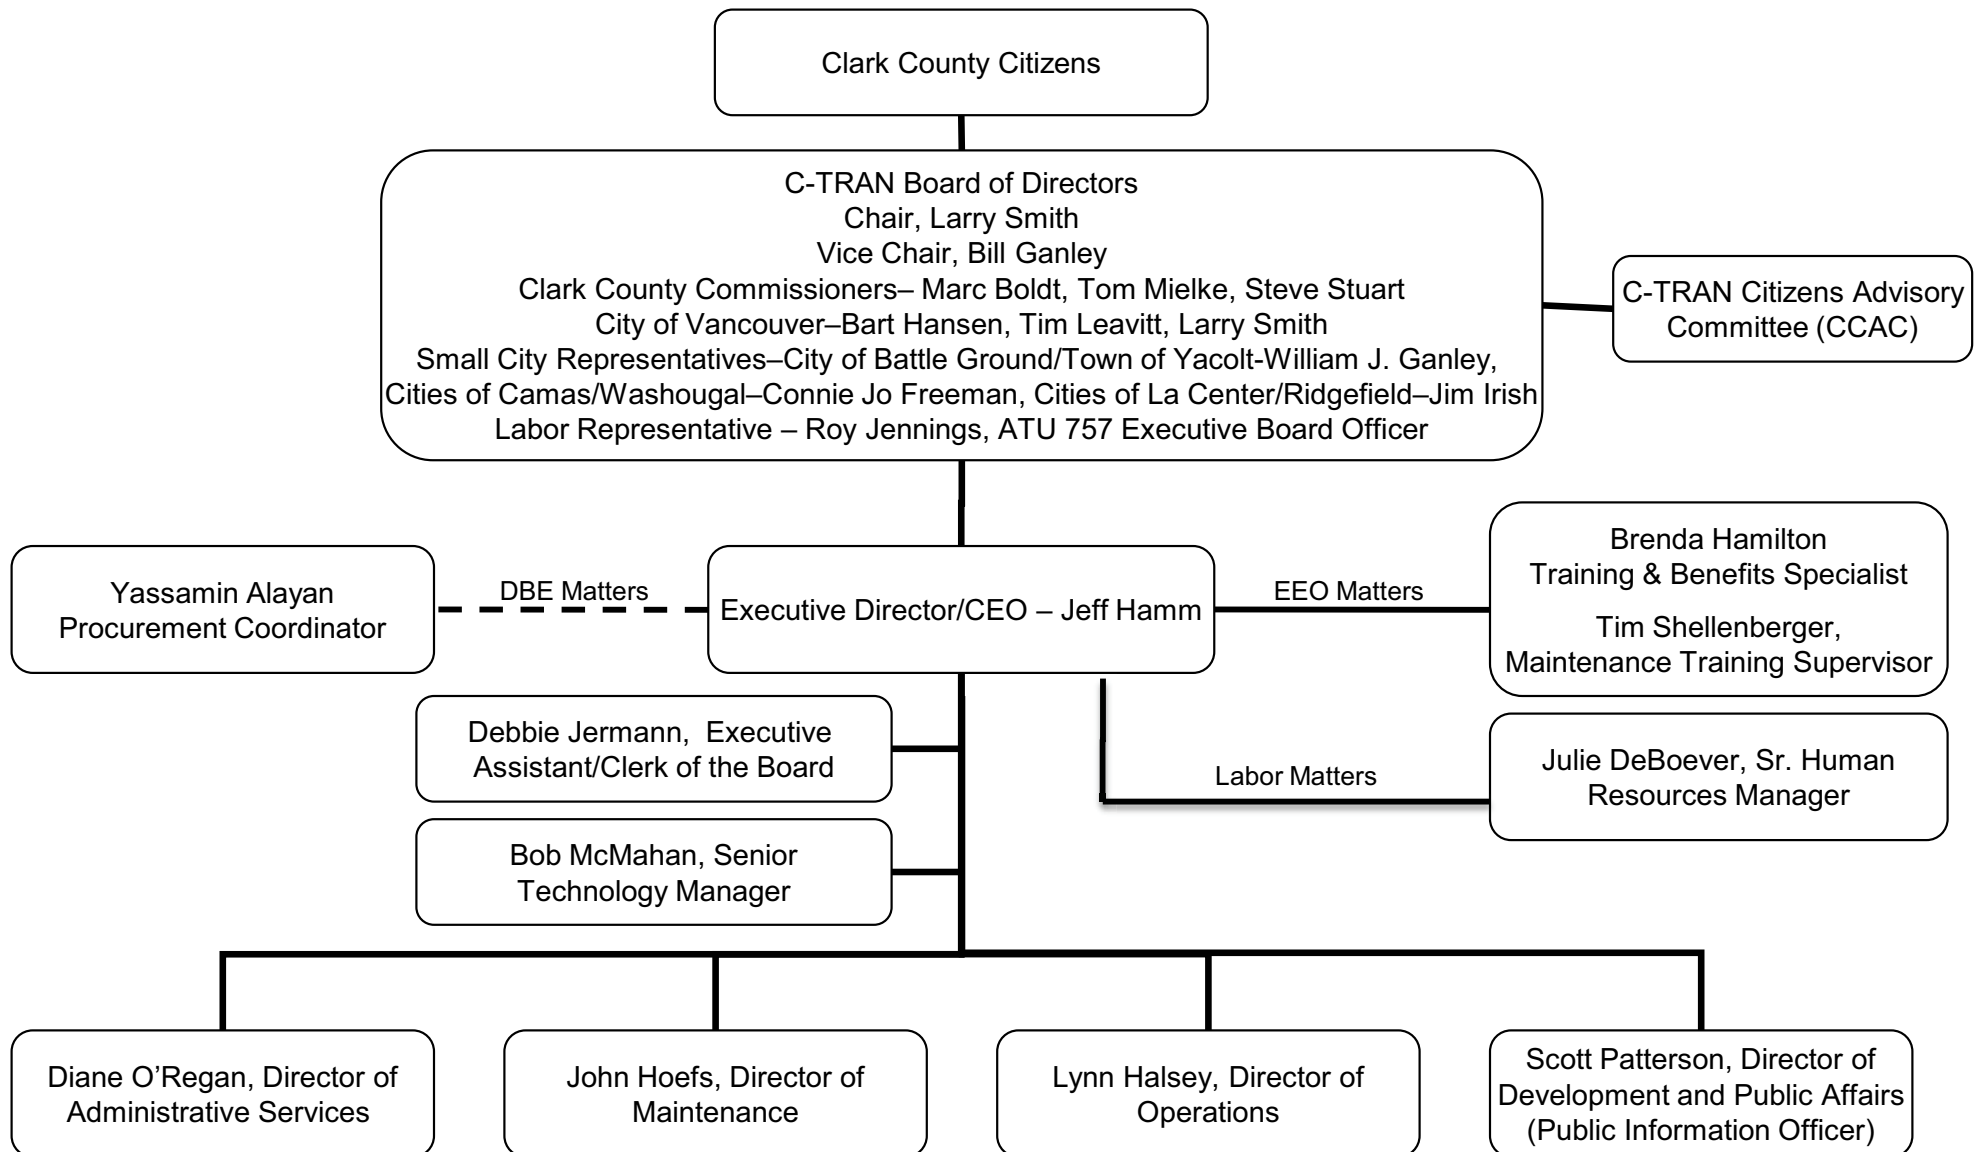 Clark County Citizens
C-TRAN Board of Directors
Chair, Larry Smith
Vice Chair, Bill Ganley
Clark County Commissioners– Marc Boldt, Tom Mielke, Steve Stuart
City of Vancouver–Bart Hansen, Tim Leavitt, Larry Smith
Small City Representatives–City of Battle Ground/Town of Yacolt-William J. Ganley,
Cities of Camas/Washougal–Connie Jo Freeman, Cities of La Center/Ridgefield–Jim Irish
Labor Representative – Roy Jennings, ATU 757 Executive Board Officer
C-TRAN Citizens Advisory
Committee (CCAC)
Yassamin Alayan
Procurement Coordinator
DBE Matters
Executive Director/CEO – Jeff Hamm
EEO Matters
Brenda Hamilton
Training & Benefits Specialist
Tim Shellenberger,
Maintenance Training Supervisor
Debbie Jermann, Executive
Assistant/Clerk of the Board
Labor Matters
Julie DeBoever, Sr. Human
Resources Manager
Bob McMahan, Senior
Technology Manager
Diane O’Regan, Director of
Administrative Services
John Hoefs, Director of
Maintenance
Lynn Halsey, Director of
Operations
Scott Patterson, Director of
Development and Public Affairs
(Public Information Officer)